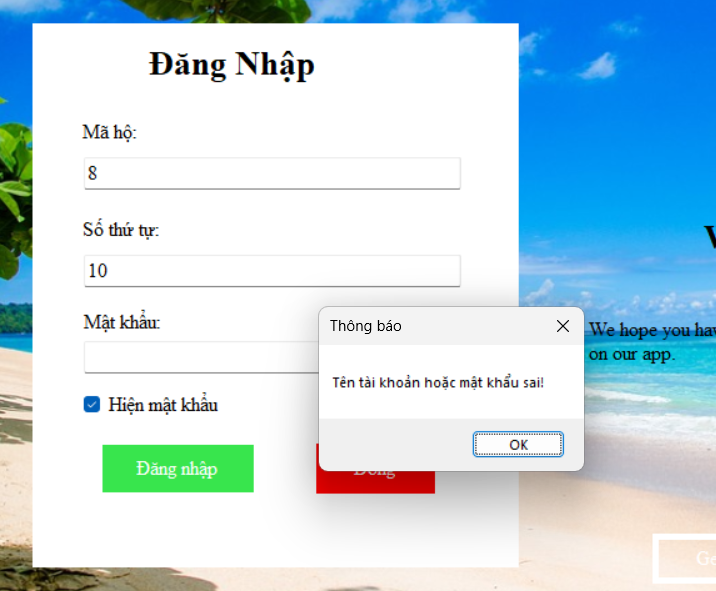 Đăng Nhập
Mã hộ:
8
Số thứ tự:
10
Mật khẩu:
Hiện mật khẩu
Đăng nhập
Đóng
Thông báo
Tên tài khoản hoặc mật khẩu sai!
OK
We hope you hav
on our app.